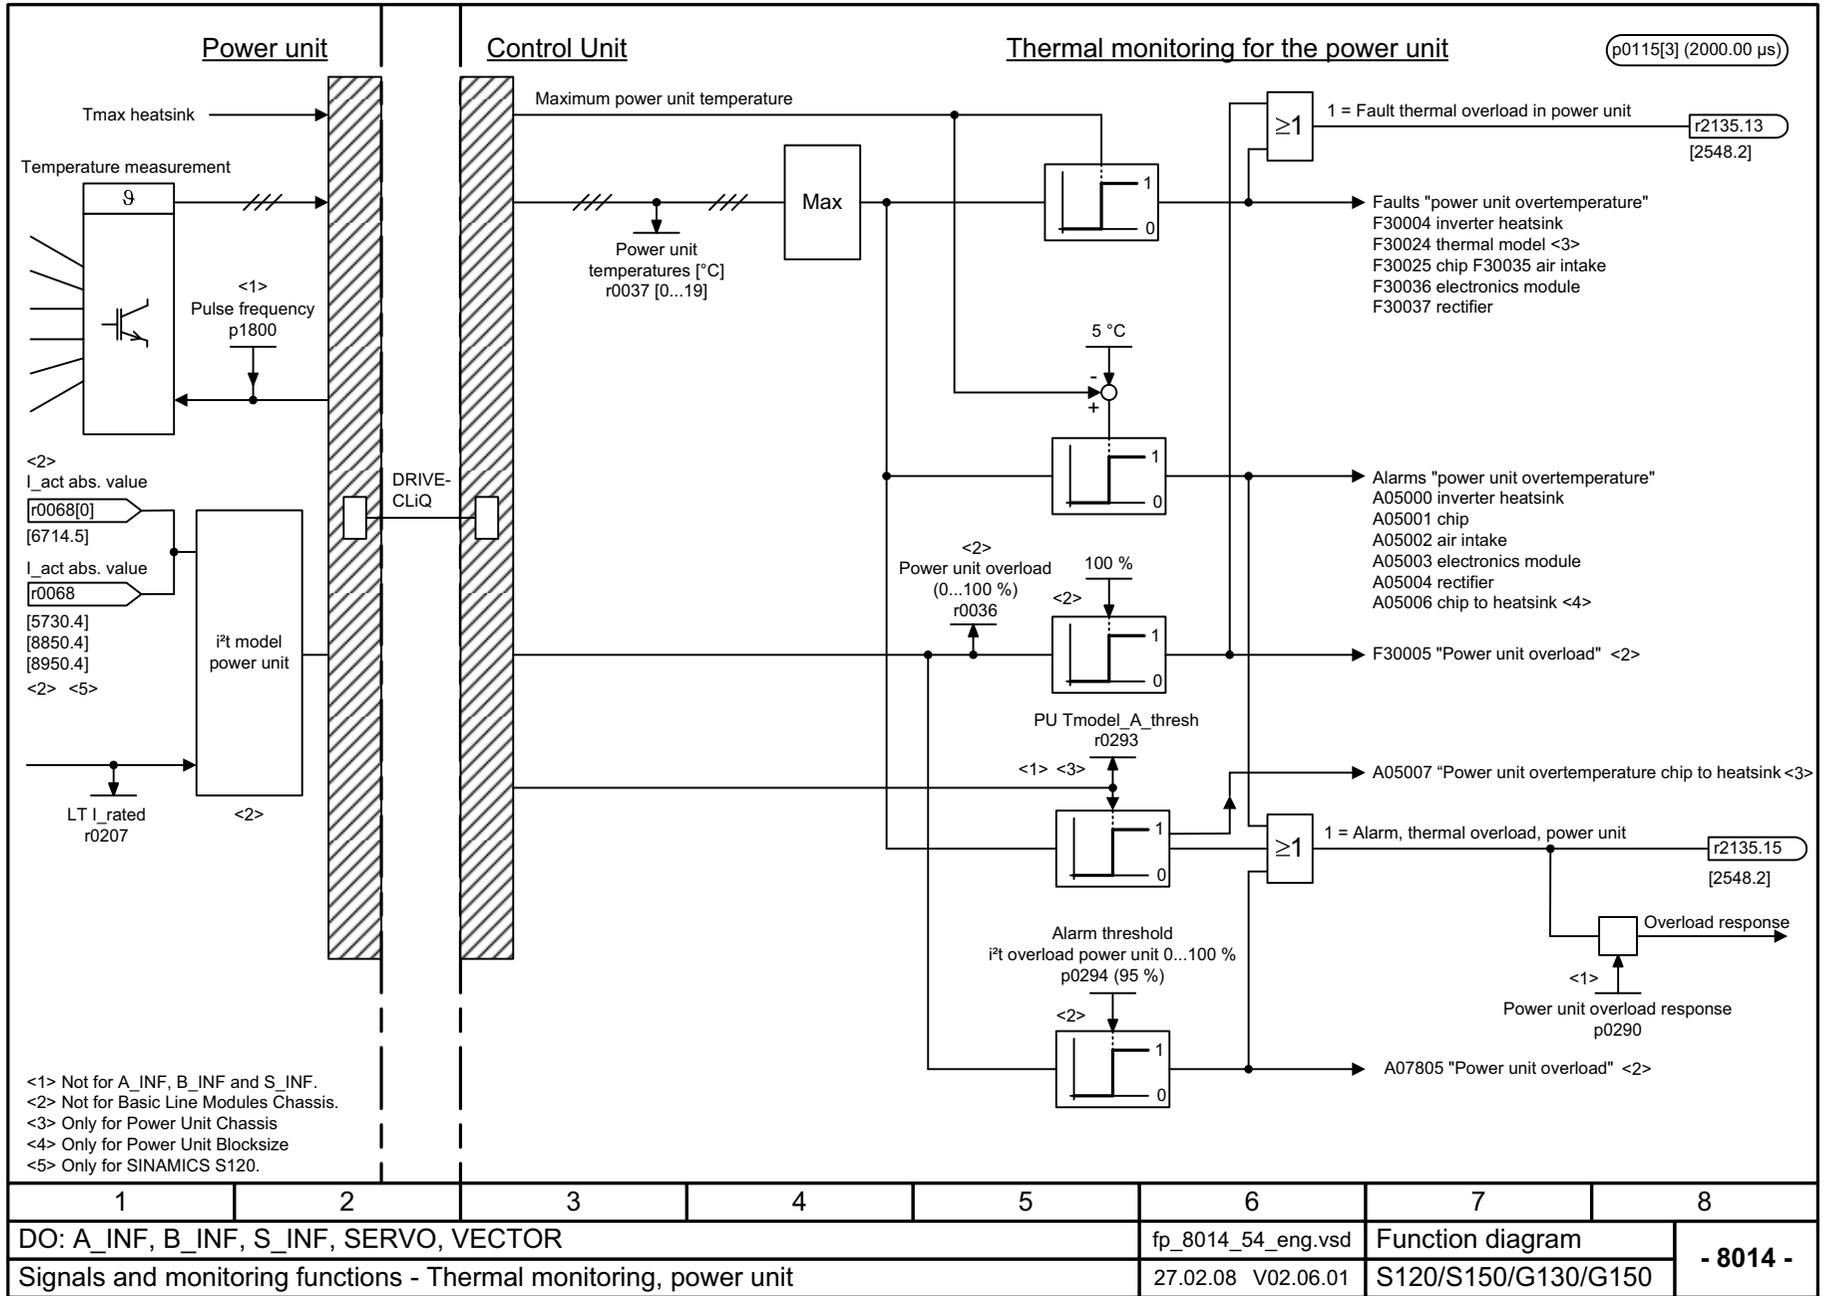 Power unit
Control Unit
Thermal monitoring for the power unit
p0115[3] (2000.00 µs)
Tmax heatsink
Maximum power unit temperature
≥1
1 = Fault thermal overload in power unit
r2135.13
[2548.2]
Temperature measurement
ϑ
Max
1
0
Power unit
temperatures [°C]
r0037 [0...19]
Faults "power unit overtemperature"
F30004 inverter heatsink
F30024 thermal model <3>
F30025 chip F30035 air intake
F30036 electronics module
F30037 rectifier
<1>
Pulse frequency
p1800
5 °C
-
+
<2>
I_act abs. value
r0068[0]
[6714.5]
I_act abs. value
r0068
[5730.4]
[8850.4]
[8950.4]
<2> <5>
i²t model
power unit
<2>
LT I_rated
r0207
DRIVE-
CLiQ
1
0
Alarms "power unit overtemperature"
A05000 inverter heatsink
A05001 chip
A05002 air intake
A05003 electronics module
A05004 rectifier
A05006 chip to heatsink <4>
<2>
Power unit overload
(0...100 %)
r0036
100 %
<2>
1
0
F30005 "Power unit overload" <2>
PU Tmodel_A_thresh
r0293
<1> <3>
1
0
A05007 “Power unit overtemperature chip to heatsink <3>
≥1
1 = Alarm, thermal overload, power unit
r2135.15
[2548.2]
Overload response
<1>
Power unit overload response
p0290
Alarm threshold
i²t overload power unit 0...100 %
p0294 (95 %)
<2>
1
0
A07805 "Power unit overload" <2>
<1> Not for A_INF, B_INF and S_INF.
<2> Not for Basic Line Modules Chassis.
<3> Only for Power Unit Chassis
<4> Only for Power Unit Blocksize
<5> Only for SINAMICS S120.
1 2 3 4 5 6 7 8
DO: A_INF, B_INF, S_INF, SERVO, VECTOR
fp_8014_54_eng.vsd
Function diagram
- 8014 -
Signals and monitoring functions - Thermal monitoring, power unit
27.02.08 V02.06.01
S120/S150/G130/G150